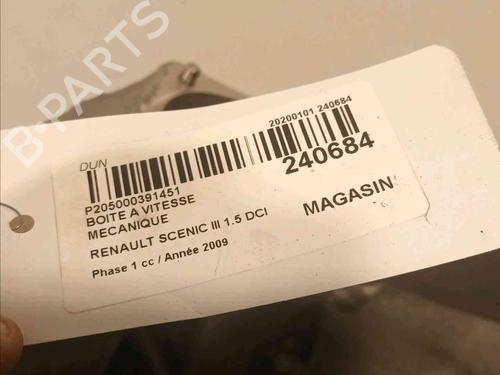 B-PARTS
DUN
20200101 240684
240684
P205000391451
BOITE A VITESSE
MECANIQUE
MAGASIN
RENAULT SCENIC III 1.5 DCI
Phase 1 cc / Année 2009